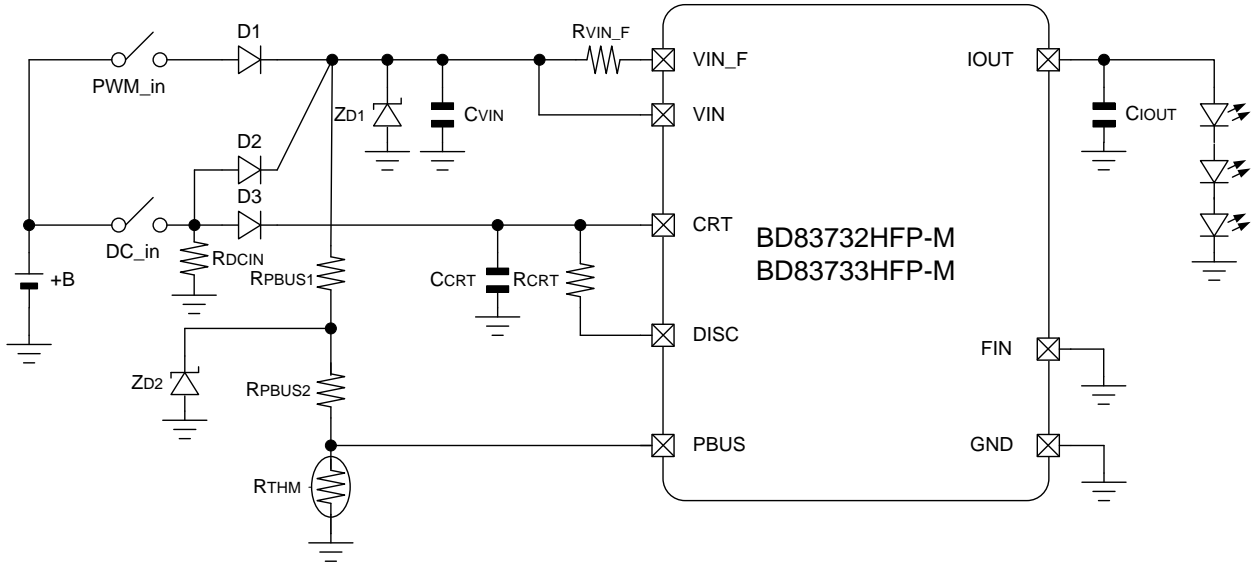 D1
RVIN_F
VIN_F
IOUT
PWM_in
ZD1
CVIN
VIN
CIOUT
D2
D3
CRT
DC_in
RDCIN
BD83732HFP-M
BD83733HFP-M
+B
RPBUS1
CCRT
RCRT
DISC
FIN
ZD2
RPBUS2
PBUS
GND
RTHM